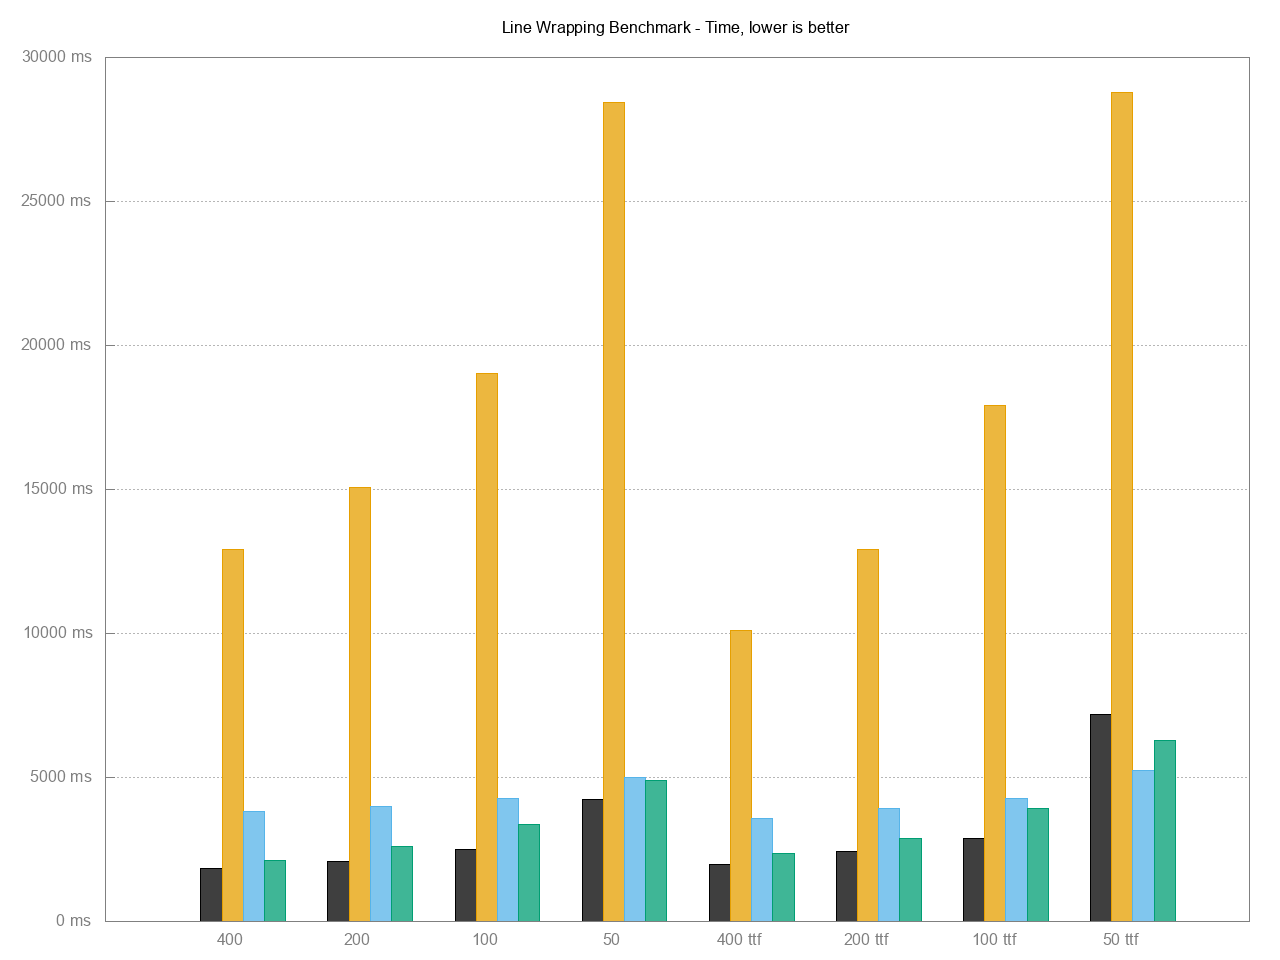 Line Wrapping Benchmark - Time, lower is better
30000 ms
25000 ms
20000 ms
15000 ms
10000 ms
5000 ms
0 ms
400 200 100 50 400 ttf 200 ttf 100 ttf 50 ttf